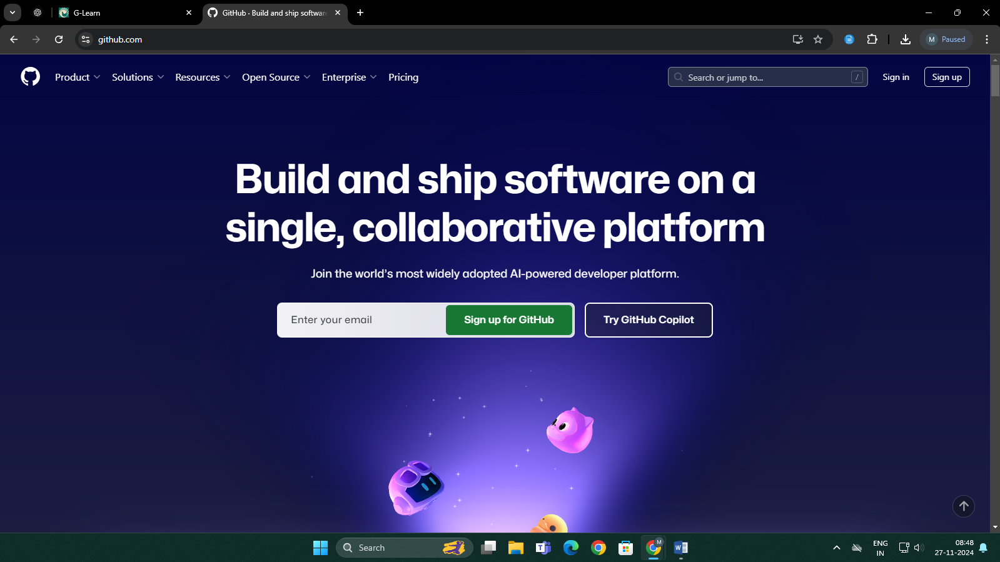 G-Learn
GitHub · Build and ship software
github.com
M Paused
Product
Solutions
Resources
Open Source
Enterprise
Pricing
Search or jump to...
/
Sign in
Sign up
Build and ship software on a
single, collaborative platform
Join the world's most widely adopted AI-powered developer platform.
Enter your email
Sign up for GitHub
Try GitHub Copilot
Search
M
ENG
IN
08:48
27-11-2024